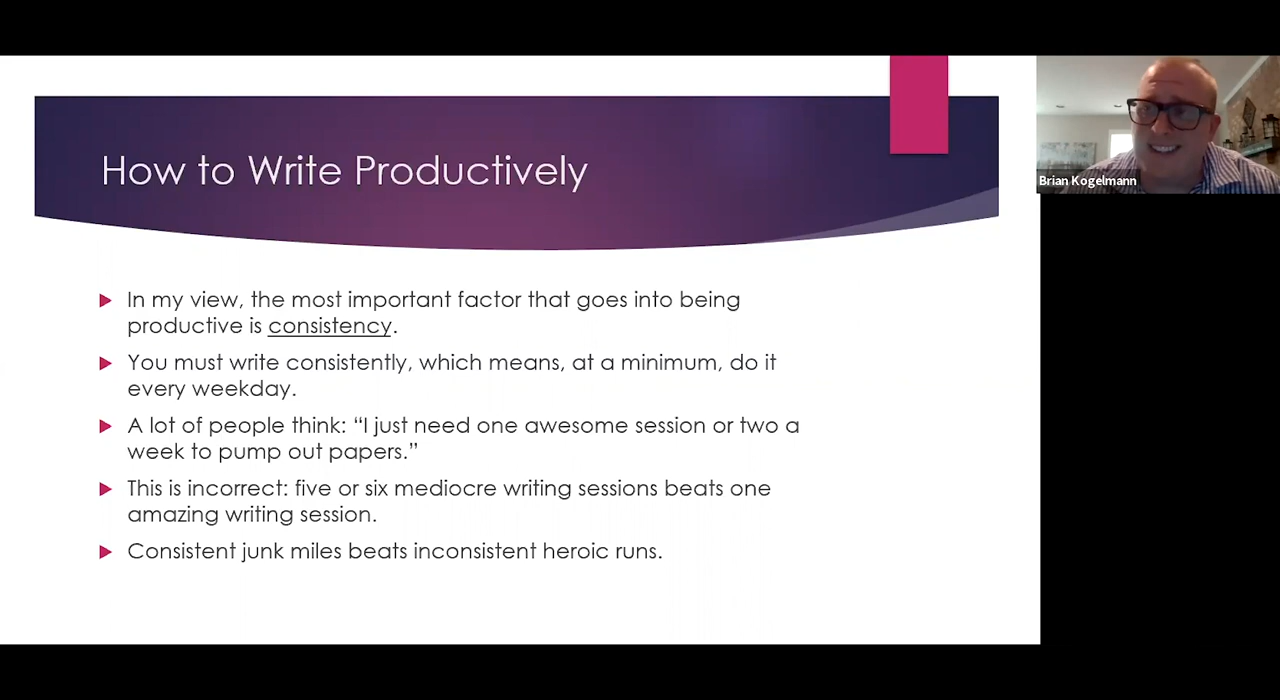 How to Write Productively
In my view, the most important factor that goes into being
productive is consistency.
You must write consistently, which means, at a minimum, do it
every weekday.
A lot of people think: “I just need one awesome session or two a
week to pump out papers.”
This is incorrect: five or six mediocre writing sessions beats one
amazing writing session.
Consistent junk miles beats inconsistent heroic runs.
Brian Kogelmann